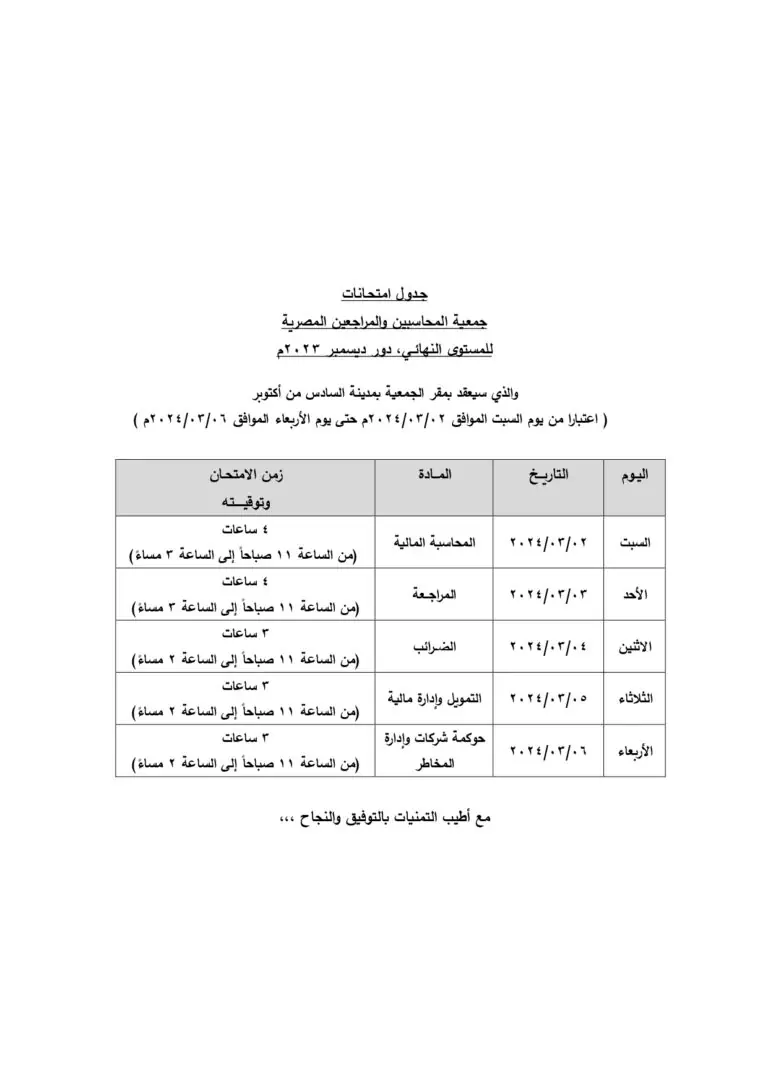 جدول امتحانات
جمعية المحاسبين والمراجعين المصرية
للمستوى النهائي، دور ديسمبر ٢٠٢٣م
والذي سيعقد بمقر الجمعية بمدينة السادس من أكتوبر
( اعتبارا من يوم السبت الموافق ٢٠٢٤/٠٣/٠٢م حتى يوم الأربعاء الموافق ٢٠٢٤/٠٣/٠٦م )
اليوم التاريـخ المـادة زمن الامتحـان
وتوقيـــته
السبت ٢٠٢٤/٠٣/٠٢ المحاسبة المالية ٤ ساعات
(من الساعة ١١ صباحاً إلى الساعة ٣ مساءً)
الأحد ٢٠٢٤/٠٣/٠٣ المراجـعة ٤ ساعات
(من الساعة ١١ صباحاً إلى الساعة ٣ مساءً)
الاثنين ٢٠٢٤/٠٣/٠٤ الضـرائب ٣ ساعات
(من الساعة ١١ صباحاً إلى الساعة ٢ مساءً)
الثلاثاء ٢٠٢٤/٠٣/٠٥ التمويل وإدارة مالية ٣ ساعات
(من الساعة ١١ صباحاً إلى الساعة ٢ مساءً)
الأربعاء ٢٠٢٤/٠٣/٠٦ حوكمة شركات وإدارة ٣ ساعات
المخاطر (من الساعة ١١ صباحاً إلى الساعة ٢ مساءً)
مع أطيب التمنيات بالتوفيق والنجاح ،،،